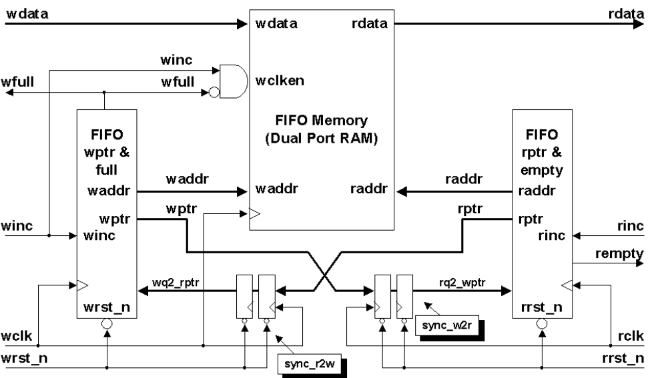 wdata
rdata
wdata
rdata
winc
wclken
wfull
wfull
FIFO Memory
(Dual Port RAM)
FIFO
wptr &
full
FIFO
rptr &
empty
waddr
waddr
waddr
raddr
raddr
raddr
wptr
wptr
rptr
rptr
winc
winc
rinc
rinc
rempty
wq2_rptr
rq2_wptr
wrst_n
rrst_n
sync_w2r
wclk
rclk
wrst_n
sync_r2w
rrst_n